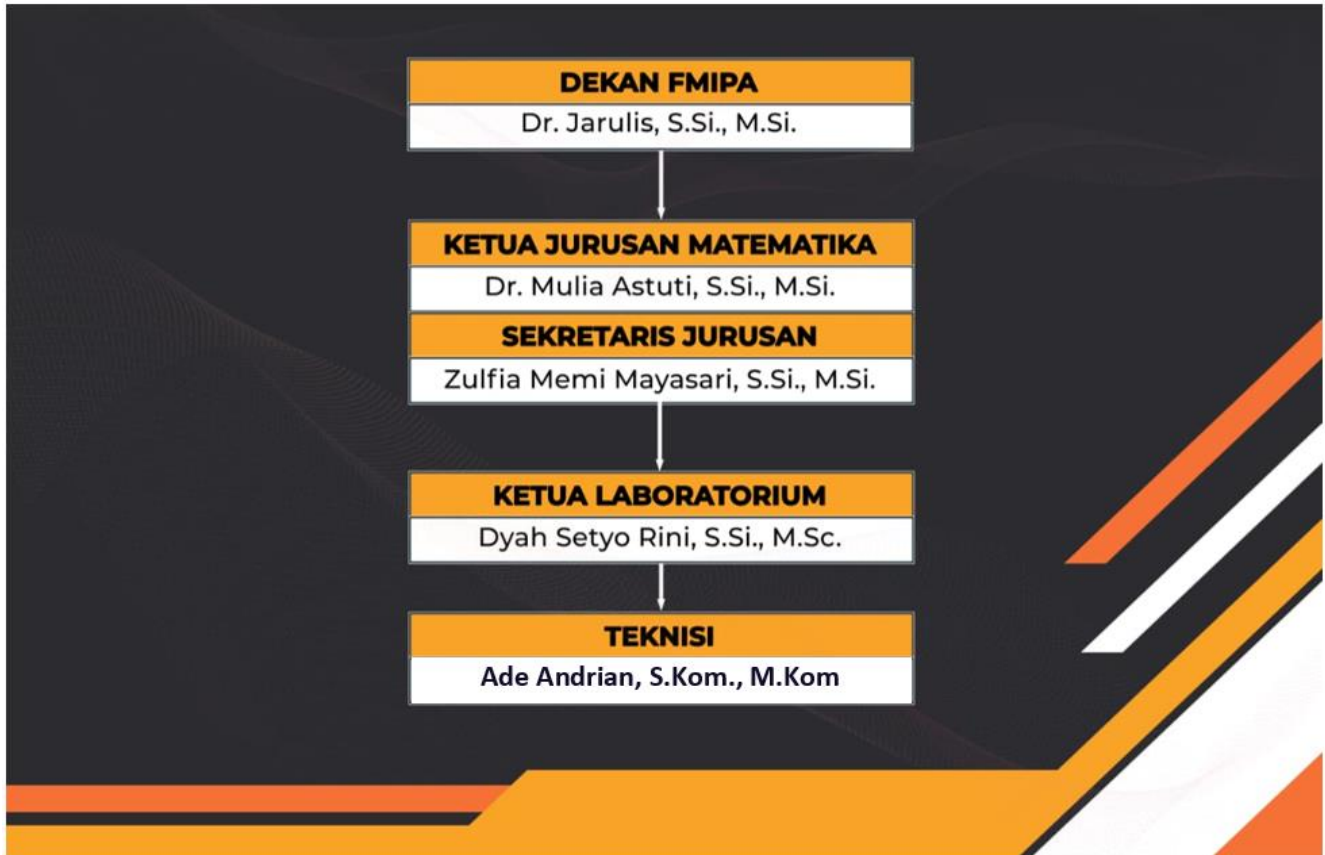 DEKAN FMIPA
Dr. Jarulis, S.Si., M.Si.
KETUA JURUSAN MATEMATIKA
Dr. Mulia Astuti, S.Si., M.Si.
SEKRETARIS JURUSAN
Zulfia Memi Mayasari, S.Si., M.Si.
KETUA LABORATORIUM
Dyah Setyo Rini, S.Si., M.Sc.
TEKNISI
Ade Andrian, S.Kom., M.Kom